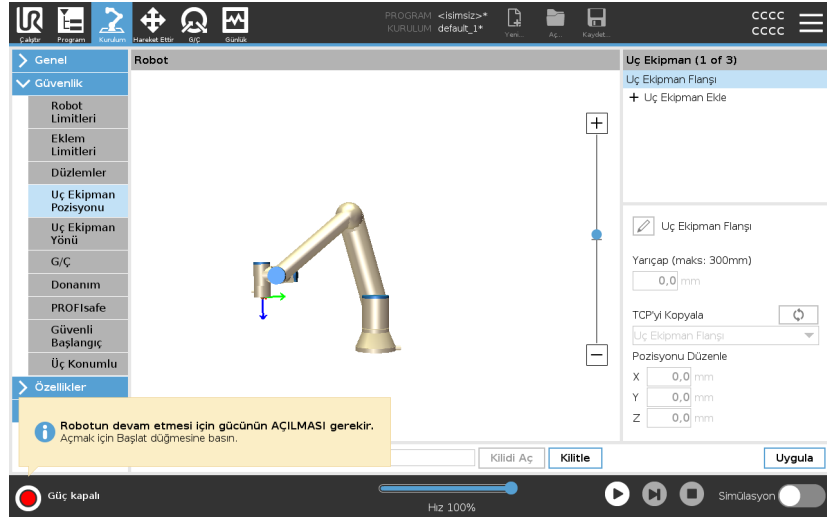 PROGRAM <isimsiz>*
KURULUM default_1*
cccc
cccc
Çalıştır
Program
Kurulum
Hareket Ettir
G/Ç
Günlük
Yeni...
Aç...
Kaydet...
Genel
Güvenlik
Robot
Limitleri
Eklem
Limitleri
Düzlemler
Uç Ekipman
Pozisyonu
Uç Ekipman
Yönü
G/Ç
Donanım
PROFIsafe
Güvenli
Başlangıç
Üç Konumlu
Özellikler
Robot
Uç Ekipman (1 of 3)
Uç Ekipman Flanşı
+ Uç Ekipman Ekle
Uç Ekipman Flanşı
Yarıçap (maks: 300mm)
0,0 mm
TCP'yi Kopyala
Uç Ekipman Flanşı
Pozisyonu Düzenle
X 0,0 mm
Y 0,0 mm
Z 0,0 mm
Robotun devam etmesi için gücünün AÇILMASI gerekir.
Açmak için Başlat düğmesine basın.
Kilidi Aç
Kilitle
Uygula
Güç kapalı
Hız 100%
Simülasyon